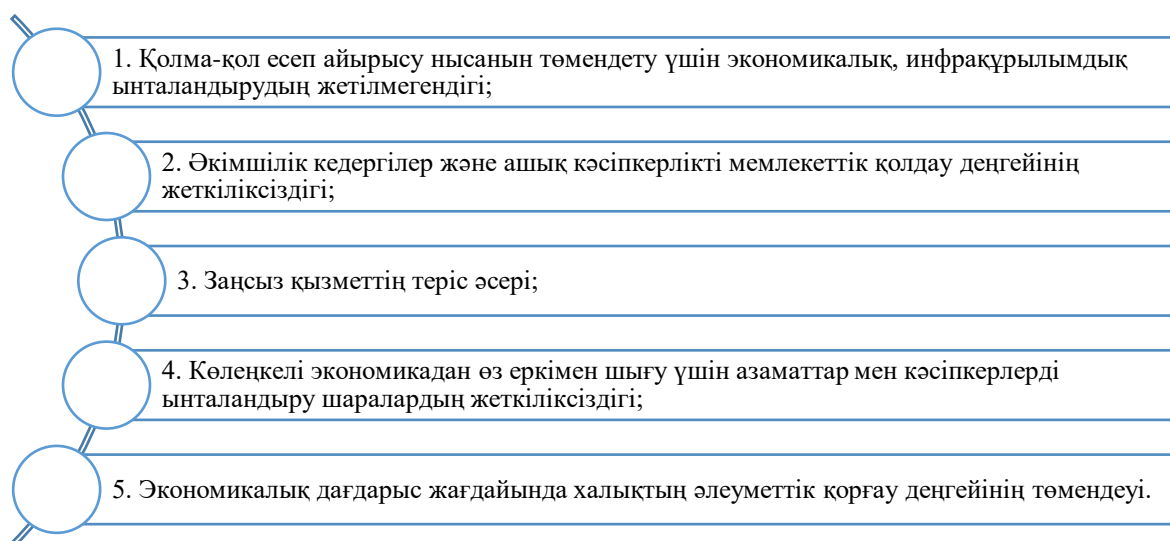 1. Қолма-қол есеп айырысу нысанын төмендету үшін экономикалық, инфрақұрылымдық
ынталандырудың жетілмегендігі;
2. Әкімшілік кедергілер және ашық кәсіпкерлікті мемлекеттік қолдау деңгейінің
жеткіліксіздігі;
3. Заңсыз қызметтің теріс әсері;
4. Көлеңкелі экономикадан өз еркімен шығу үшін азаматтар мен кәсіпкерлерді
ынталандыру шаралардың жеткіліксіздігі;
5. Экономикалық дағдарыс жағдайында халықтың әлеуметтік қорғау деңгейінің төмендеуі.